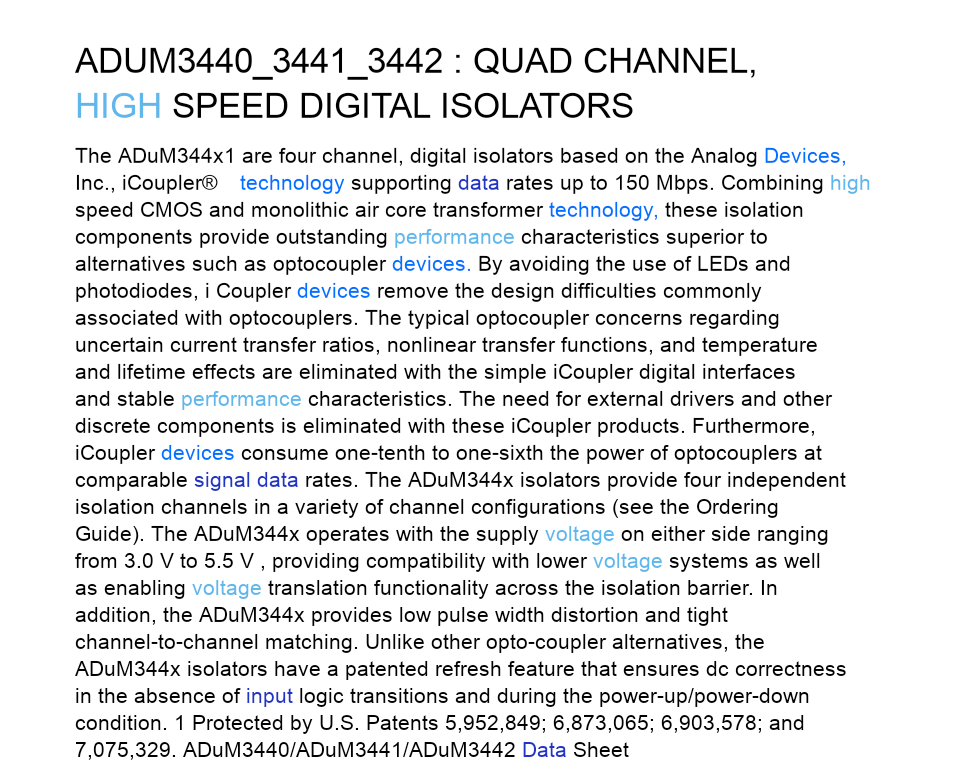 ADUM3440_3441_3442 : QUAD CHANNEL,
HIGH SPEED DIGITAL ISOLATORS
The ADuM344x1 are four channel, digital isolators based on the Analog Devices,
Inc., iCoupler® technology supporting data rates up to 150 Mbps. Combining high
speed CMOS and monolithic air core transformer technology, these isolation
components provide outstanding performance characteristics superior to
alternatives such as optocoupler devices. By avoiding the use of LEDs and
photodiodes, i Coupler devices remove the design difficulties commonly
associated with optocouplers. The typical optocoupler concerns regarding
uncertain current transfer ratios, nonlinear transfer functions, and temperature
and lifetime effects are eliminated with the simple iCoupler digital interfaces
and stable performance characteristics. The need for external drivers and other
discrete components is eliminated with these iCoupler products. Furthermore,
iCoupler devices consume one-tenth to one-sixth the power of optocouplers at
comparable signal data rates. The ADuM344x isolators provide four independent
isolation channels in a variety of channel configurations (see the Ordering
Guide). The ADuM344x operates with the supply voltage on either side ranging
from 3.0 V to 5.5 V , providing compatibility with lower voltage systems as well
as enabling voltage translation functionality across the isolation barrier. In
addition, the ADuM344x provides low pulse width distortion and tight
channel-to-channel matching. Unlike other opto-coupler alternatives, the
ADuM344x isolators have a patented refresh feature that ensures dc correctness
in the absence of input logic transitions and during the power-up/power-down
condition. 1 Protected by U.S. Patents 5,952,849; 6,873,065; 6,903,578; and
7,075,329. ADuM3440/ADuM3441/ADuM3442 Data Sheet